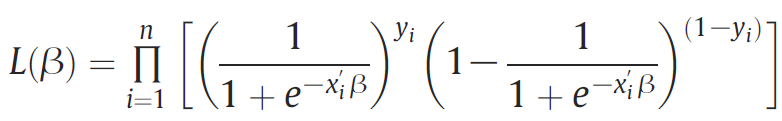 L(β) = ∏_{i=1}^{n} [ ( 1 / (1 + e^{−x'_i β}) )^{y_i} ( 1 − 1 / (1 + e^{−x'_i β}) )^{(1−y_i)} ]